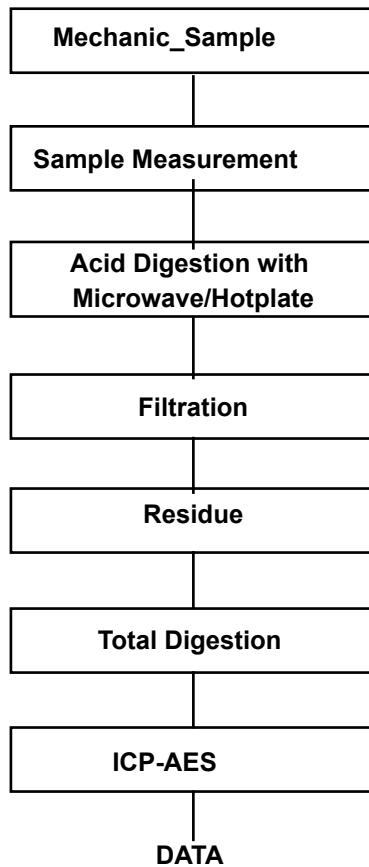 Mechanic_Sample
Sample Measurement
Acid Digestion with
Microwave/Hotplate
Filtration
Residue
Total Digestion
ICP-AES
DATA